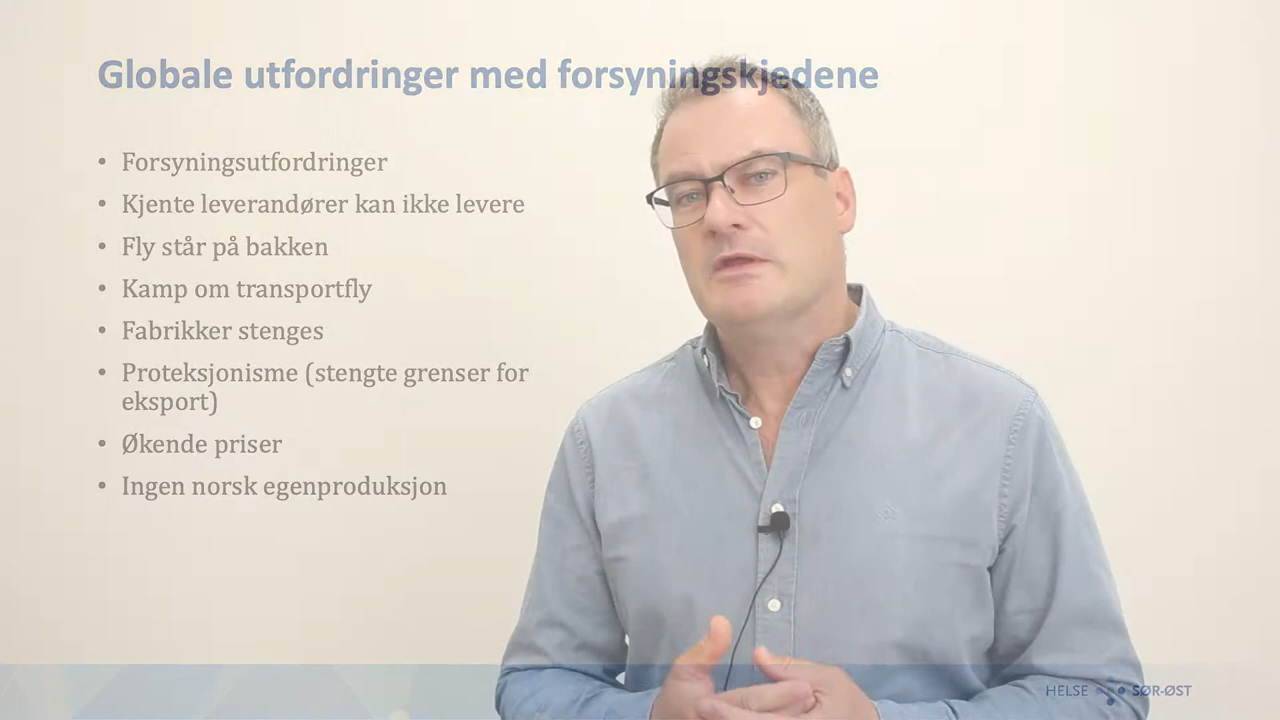 Globale utfordringer med forsyningskjedene
• Forsyningsutfordringer
• Kjente leverandører kan ikke levere
• Fly står på bakken
• Kamp om transportfly
• Fabrikker stenges
• Proteksjonisme (stengte grenser for
eksport)
• Økende priser
• Ingen norsk egenproduksjon
HELSE SØR-ØST